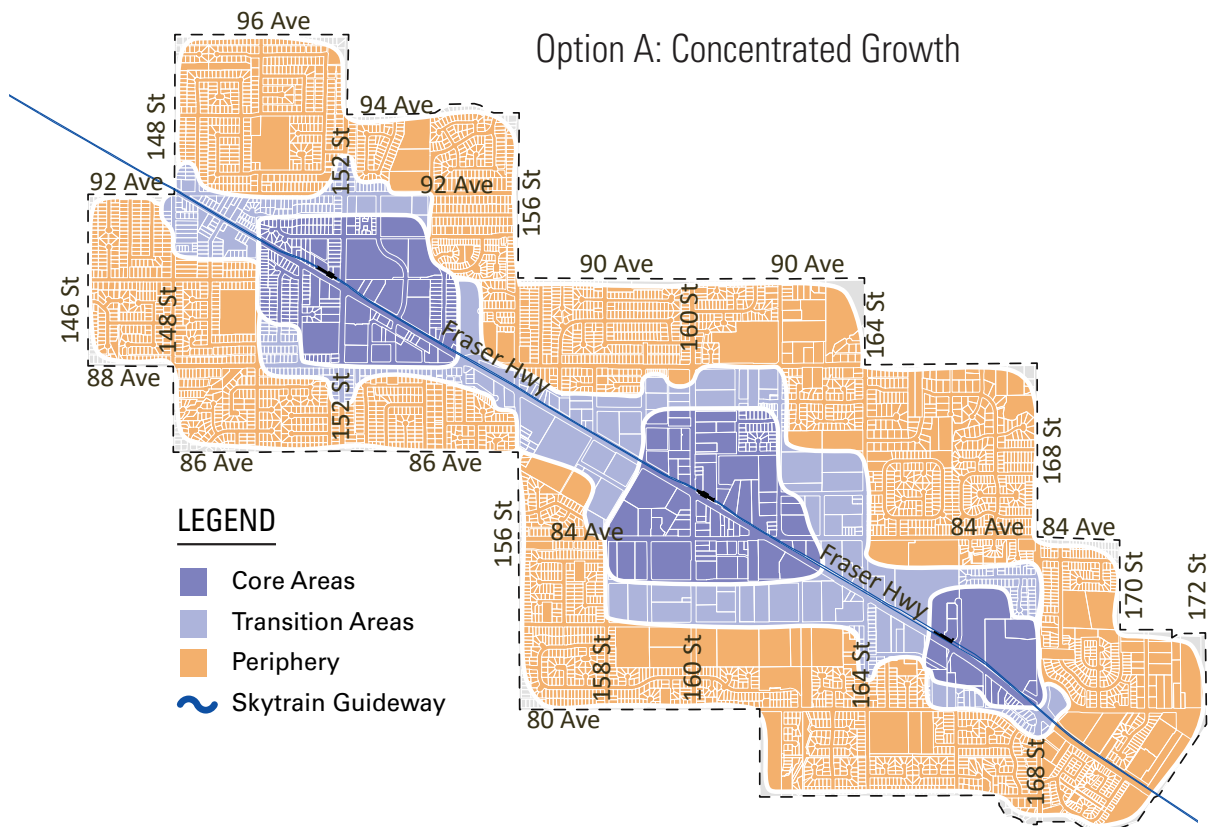 96 Ave
Option A: Concentrated Growth
94 Ave
148 St
152 St
92 Ave
92 Ave
156 St
90 Ave
90 Ave
146 St
148 St
160 St
164 St
Fraser Hwy
88 Ave
152 St
86 Ave
86 Ave
168 St
LEGEND
156 St
84 Ave
84 Ave
84 Ave
Core Areas
Fraser Hwy
170 St
172 St
Transition Areas
Periphery
158 St
160 St
164 St
Skytrain Guideway
80 Ave
168 St